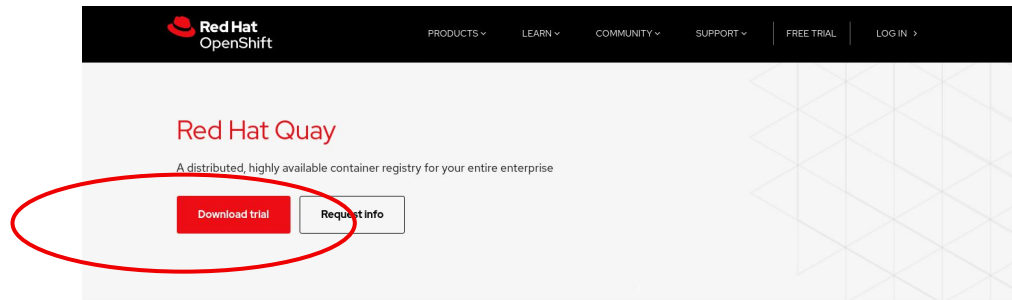 Red Hat
OpenShift
PRODUCTS LEARN COMMUNITY SUPPORT FREE TRIAL LOG IN
Red Hat Quay
A distributed, highly available container registry for your entire enterprise
Download trial Request info